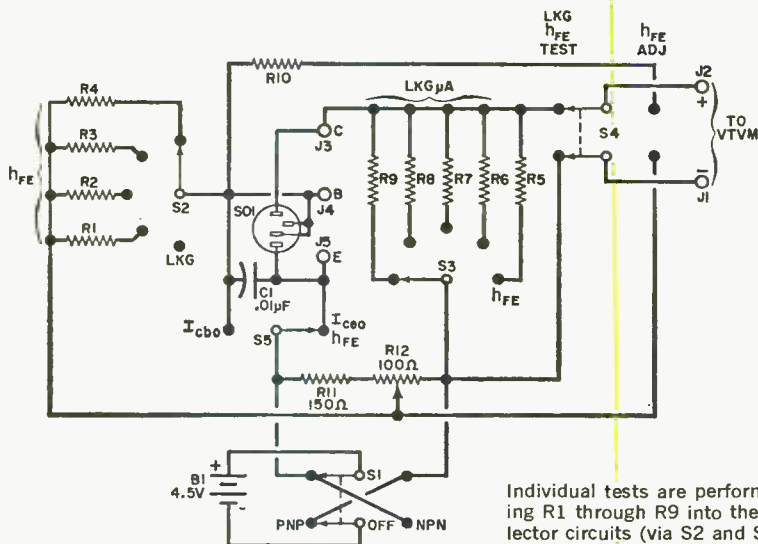 LKG
hFE
TEST
hFE
ADJ
R4
R10
LKGµA
J2
+
R3
C
J3
S4
TO
VTVM
hFE
R2
S2
SO1
B
J4
R9
R8
R7
R6
R5
-
J1
R1
J5
LKG
E
S3
hFE
C1
.01µF
Icbo
Iceo
hFE
S5
R12
100Ω
R11
150Ω
+
B1
4.5V
-
S1
PNP
OFF
NPN
Individual tests are perform-
ing R1 through R9 into the
lector circuits (via S2 and S